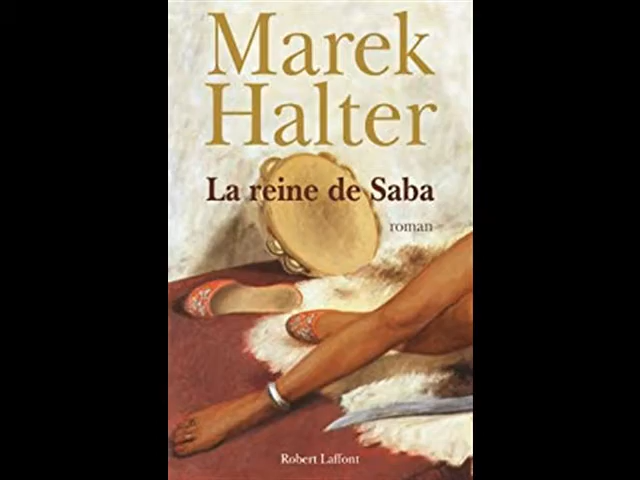 Marek
Halter
La reine de Saba
roman
Robert Laffont